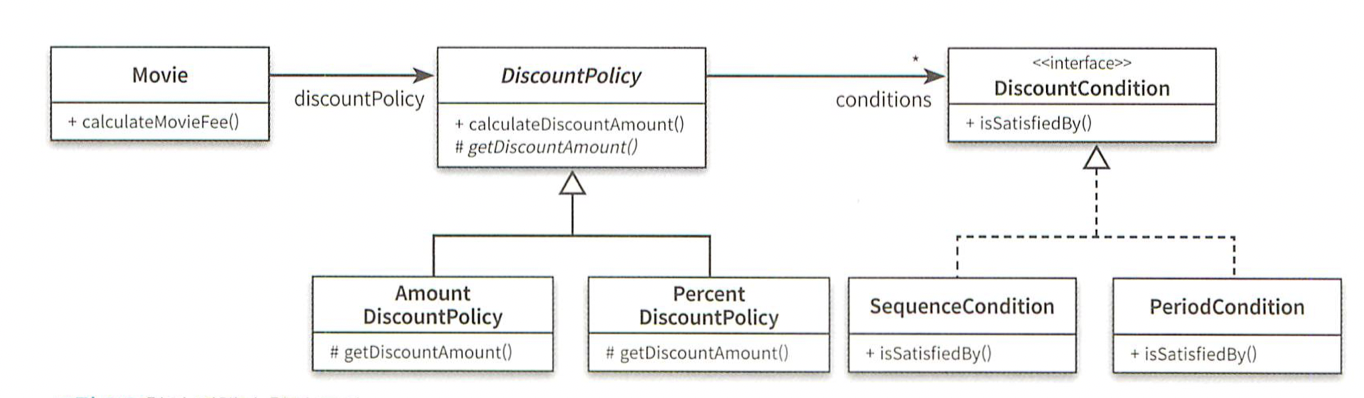 Movie
+ calculateMovieFee()
discountPolicy
DiscountPolicy
+ calculateDiscountAmount()
# getDiscountAmount()
*
conditions
<<interface>>
DiscountCondition
+ isSatisfiedBy()
Amount
DiscountPolicy
# getDiscountAmount()
Percent
DiscountPolicy
# getDiscountAmount()
SequenceCondition
+ isSatisfiedBy()
PeriodCondition
+ isSatisfiedBy()